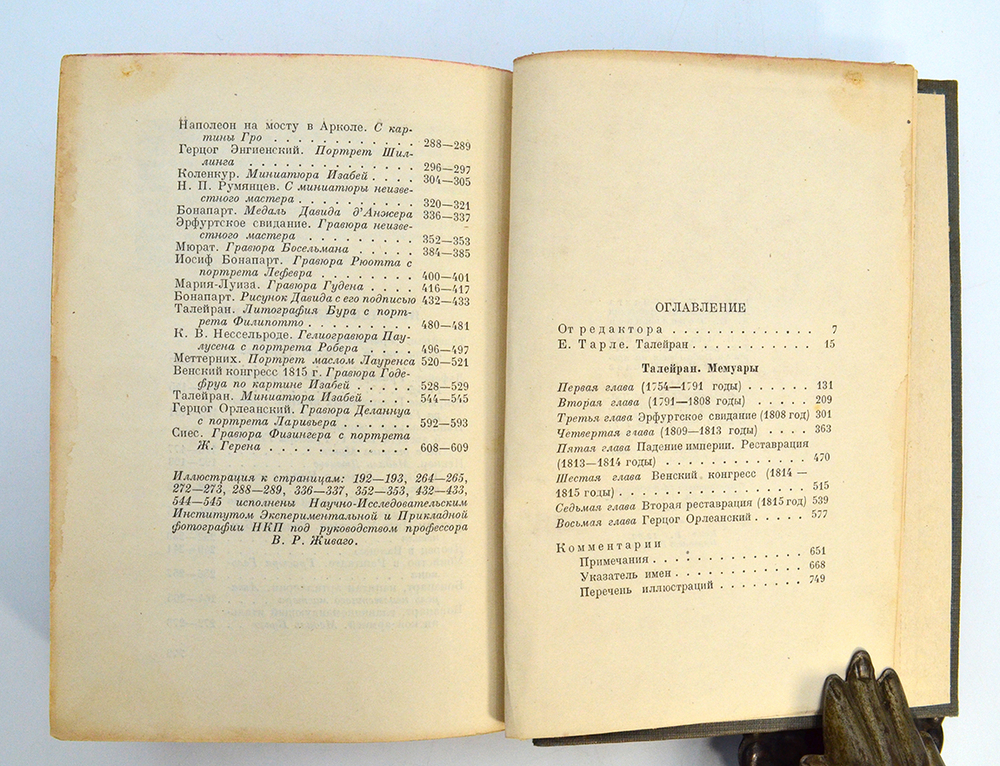 Наполеон на мосту в Арколе. С кар-
тины Гро . . . . . . . . . . . . 288—289
Герцог Энгиенский. Портрет Шил-
линга . . . . . . . . . . . . . . 296—297
Коленкур. Миниатюра Изабей . . . . 304—305
Н. П. Румянцев. С миниатюры неизве-
стного мастера . . . . . . . . . . 320—321
Бонапарт. Медаль Давида д'Анжера 336—337
Эрфуртское свидание. Гравюра неизве-
стного мастера . . . . . . . . . 352—353
Мюрат. Гравюра Босельмана . . . . . 384—385
Иосиф Бонапарт. Гравюра Рюотта с
портрета Лефевра . . . . . . . . 400—401
Мария-Луиза. Гравюра Гудена . . . . 416—417
Бонапарт. Рисунок Давида с его подписью 432—433
Талейран. Литография Бура с порт-
рета Филипотто . . . . . . . . . 480—481
К. В. Нессельроде. Гелиогравюра Пау-
лусена с портрета Робера . . . . 496—497
Меттерних. Портрет маслом Лауренса 520—521
Венский конгресс 1815 г. Гравюра Годе-
фруа по картине Изабей . . . . . 528—529
Талейран. Миниатюра Изабей . . . . 544—545
Герцог Орлеанский. Гравюра Деланнуа
с портрета Ларивьера . . . . . . 592—593
Сиес. Гравюра Физингера с портрета
Ж. Герена . . . . . . . . . . . 608—609
Иллюстрация к страницам: 192—193, 264—265,
272—273, 288—289, 336—337, 352—353, 432—433,
544—545 исполнены Научно-Исследовательским
Институтом Экспериментальной и Прикладной
фотографии НКП под руководством профессора
В. Р. Живаго.
ОГЛАВЛЕНИЕ
От редактора . . . . . . . . . . . . 7
Е. Тарле. Талейран . . . . . . . . . . 15
Талейран. Мемуары
Первая глава (1754—1791 годы) . . . . . . 131
Вторая глава (1791—1808 годы) . . . . . . 209
Третья глава Эрфуртское свидание (1808 год) 301
Четвертая глава (1809—1813 годы) . . . . . 363
Пятая глава Падение империи. Реставрация
(1813—1814 годы) . . . . . . . . . . . 470
Шестая глава Венский конгресс (1814 —
1815 годы) . . . . . . . . . . . . . . 515
Седьмая глава Вторая реставрация (1815 год) 539
Восьмая глава Герцог Орлеанский . . . . . 577
Комментарии
Примечания . . . . . . . . . . . . 651
Указатель имен . . . . . . . . . . 668
Перечень иллюстраций . . . . . . . 749